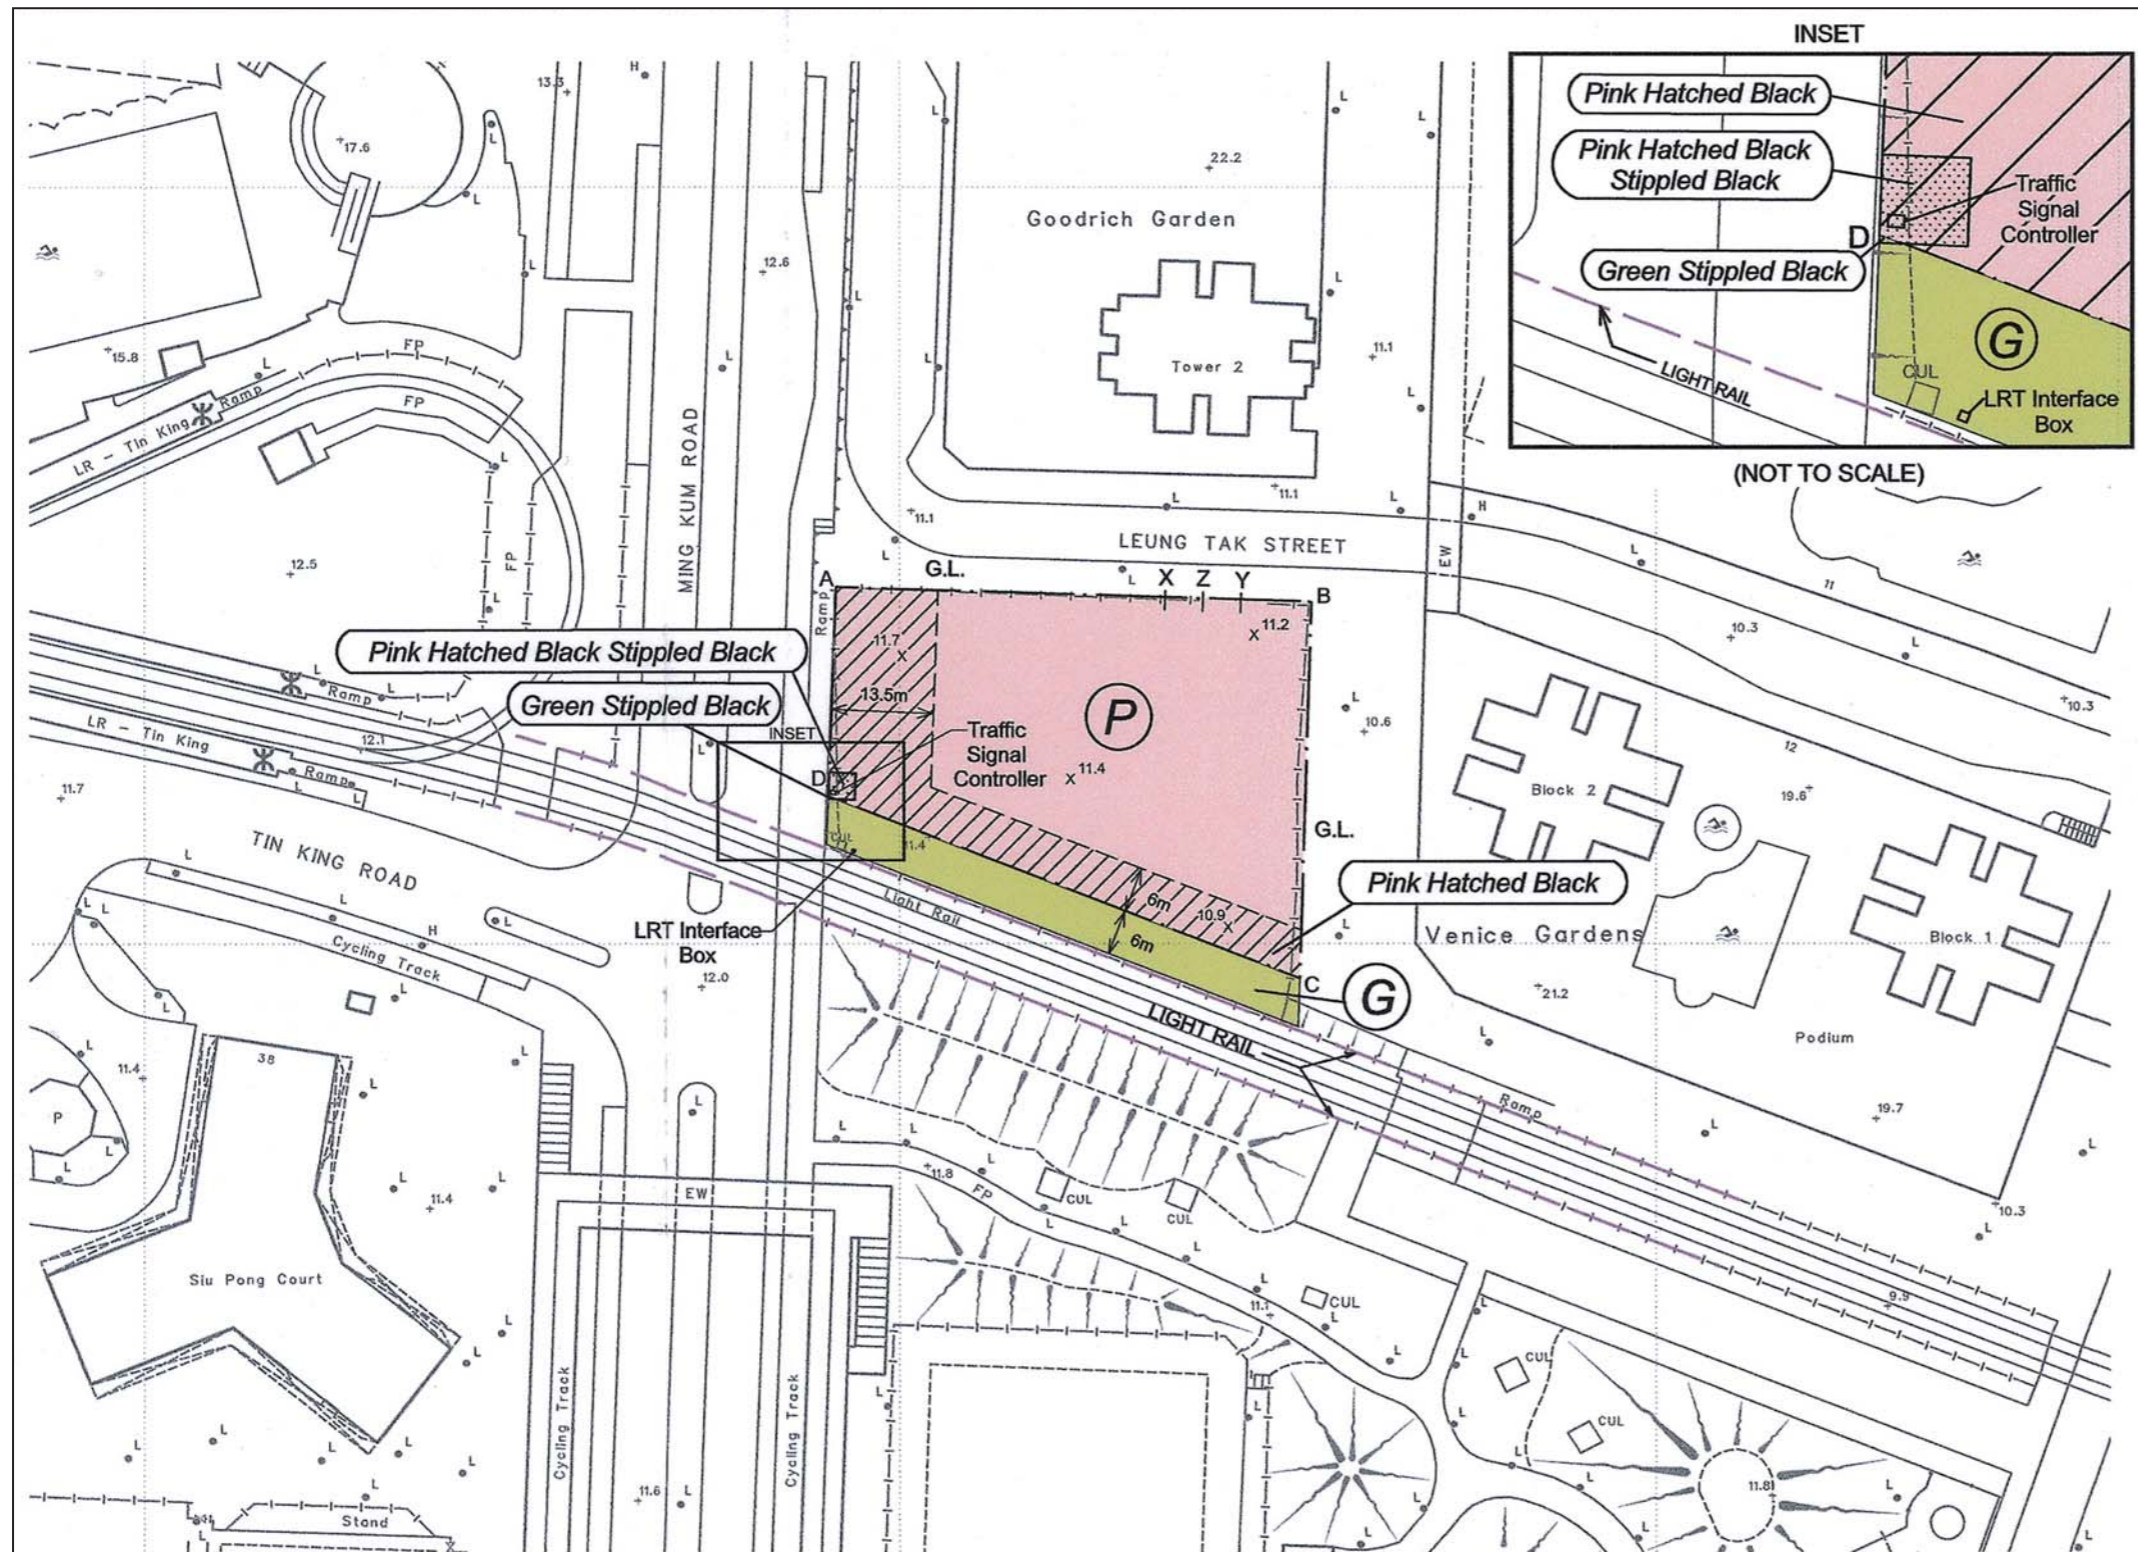 INSET
Pink Hatched Black
Pink Hatched Black
Stippled Black
Traffic
Signal
Controller
D
Green Stippled Black
G
CUL
LIGHT RAIL
LRT Interface
Box
(NOT TO SCALE)
H
13.3
L
L
L
L
17.6
L
L
22.2
Goodrich Garden
12.6
L
L
L
15.8
FP
L
L
L
11.1
Tower 2
Ramp
FP
LR - Tin King
L
L
MING KUM ROAD
11.1
11.1
L
L
H
L
LEUNG TAK STREET
EW
L
11
12.5
FP
L
A
G.L.
L
X
Z
Y
B
Ramp
11.2
10.3
L
11.7
Pink Hatched Black Stippled Black
L
Ramp
L
13.5m
Green Stippled Black
P
L
10.6
10.3
LR - Tin King
12.1
INSET
Traffic
Signal
Controller
L
12
Ramp
L
L
D
11.4
Block 2
19.6
11.7
G.L.
CUL
11.4
TIN KING ROAD
L
L
Light Rail
Pink Hatched Black
6m
10.9
6m
L
LRT Interface
Box
12.0
Venice Gardens
Block 1
L
L
L
H
Cycling Track
C
G
21.2
L
L
L
LIGHT RAIL
L
Podium
38
L
L
11.4
L
Ramp
19.7
P
L
L
L
L
L
L
L
11.8
L
FP
CUL
CUL
L
L
11.4
EW
L
L
L
10.3
L
Siu Pong Court
L
11.1
CUL
L
L
9.9
L
L
L
L
CUL
Cycling Track
Cycling Track
L
L
L
CUL
L
L
L
L
L
L
L
11.6
L
L
11.8
L
Stand
L
L
L
L